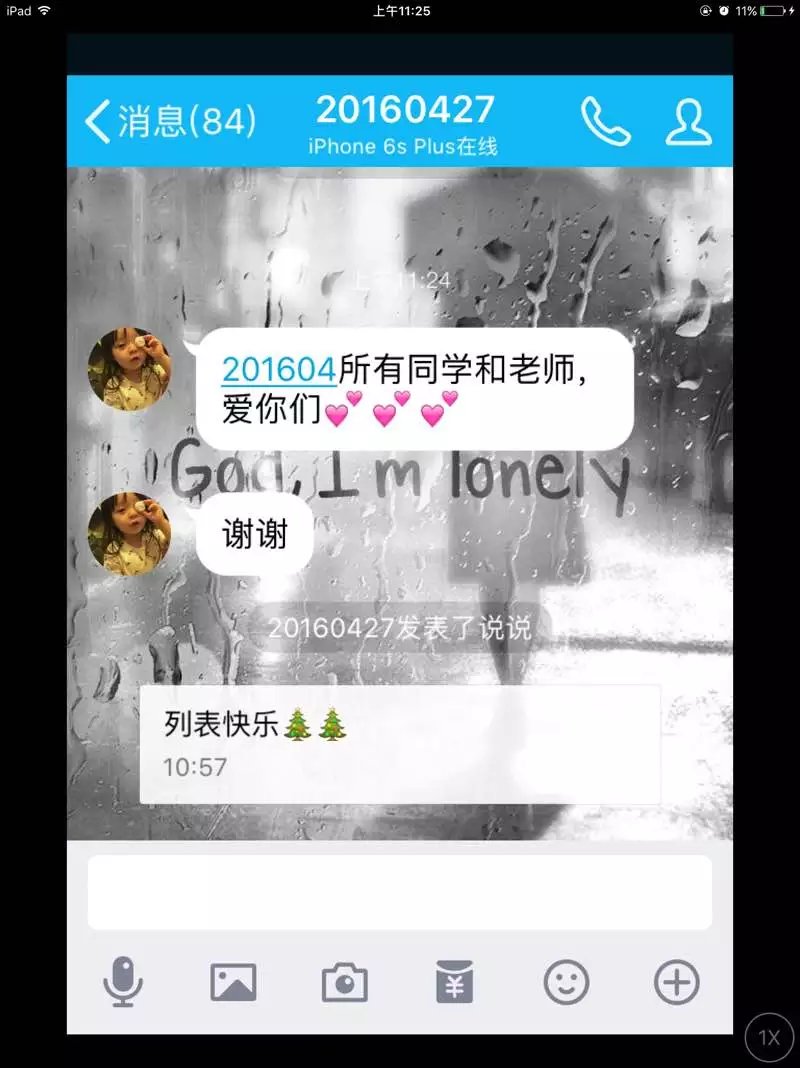 iPad 上午11:25 11%
消息(84) 20160427
iPhone 6s Plus在线
上午11:24
201604所有同学和老师,
爱你们💕 💕 💕
God, I'm lonely
谢谢
20160427发表了说说
列表快乐🎄🎄
10:57
¥
1X